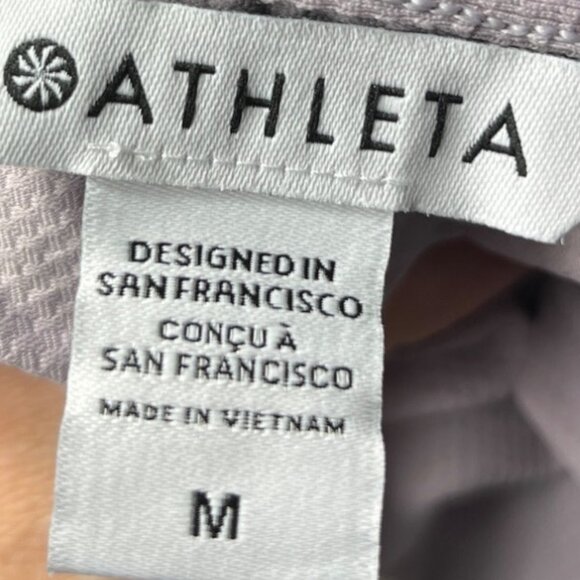 ATHLETA
DESIGNED IN
SAN FRANCISCO
CONÇU À
SAN FRANCISCO
MADE IN VIETNAM
M